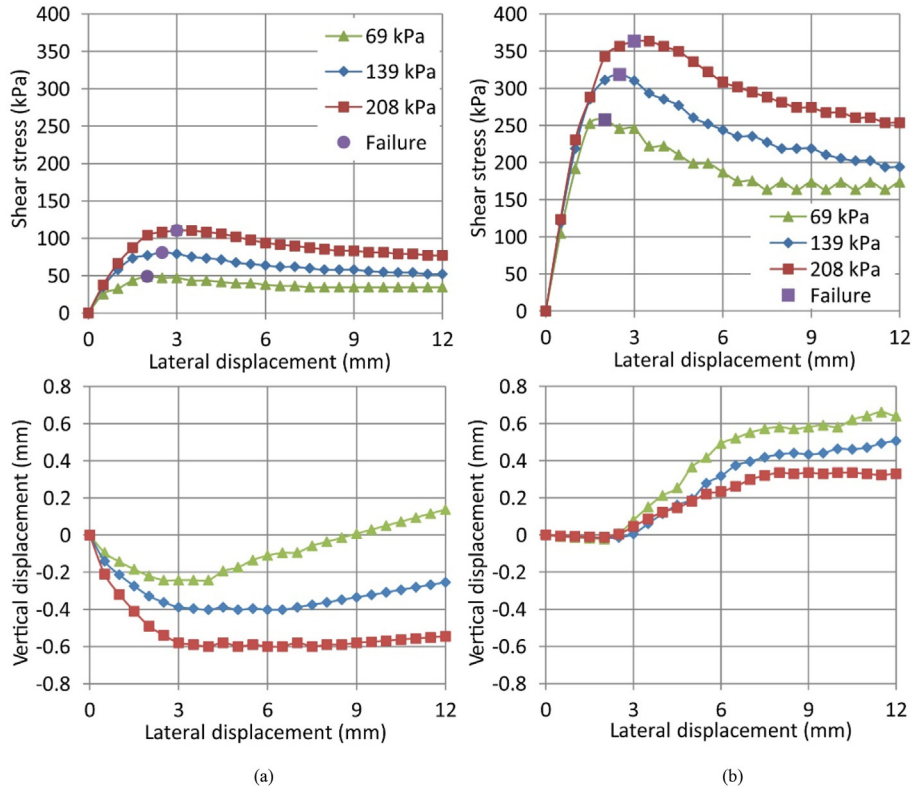 400
350
300
250
200
150
100
50
0
Shear stress (kPa)
69 kPa
139 kPa
208 kPa
Failure
0 3 6 9 12
Lateral displacement (mm)
400
350
300
250
200
150
100
50
0
Shear stress (kPa)
69 kPa
139 kPa
208 kPa
Failure
0 3 6 9 12
Lateral displacement (mm)
0.8
0.6
0.4
0.2
0
-0.2
-0.4
-0.6
-0.8
Vertical displacement (mm)
0 3 6 9 12
Lateral displacement (mm)
(a)
0.8
0.6
0.4
0.2
0
-0.2
-0.4
-0.6
-0.8
Vertical displacement (mm)
0 3 6 9 12
Lateral displacement (mm)
(b)